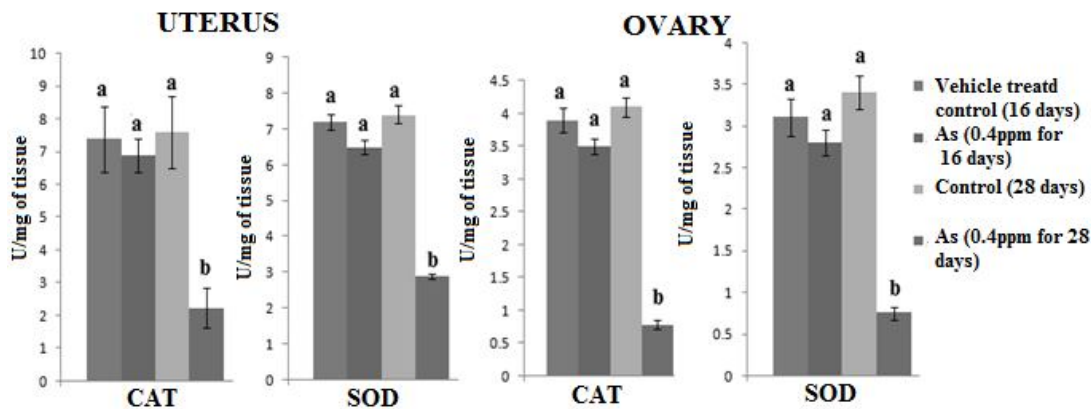 UTERUS
OVARY
U/mg of tissue
10
9
8
7
6
5
4
3
2
1
0
a
a
a
b
CAT
U/mg of tissue
9
8
7
6
5
4
3
2
1
0
a
a
a
b
SOD
U/mg of tissue
5
4.5
4
3.5
3
2.5
2
1.5
1
0.5
0
a
a
a
b
CAT
U/mg of tissue
4
3.5
3
2.5
2
1.5
1
0.5
0
a
a
a
b
SOD
Vehicle treatd
control (16 days)
As (0.4ppm for
16 days)
Control (28 days)
As (0.4ppm for 28
days)